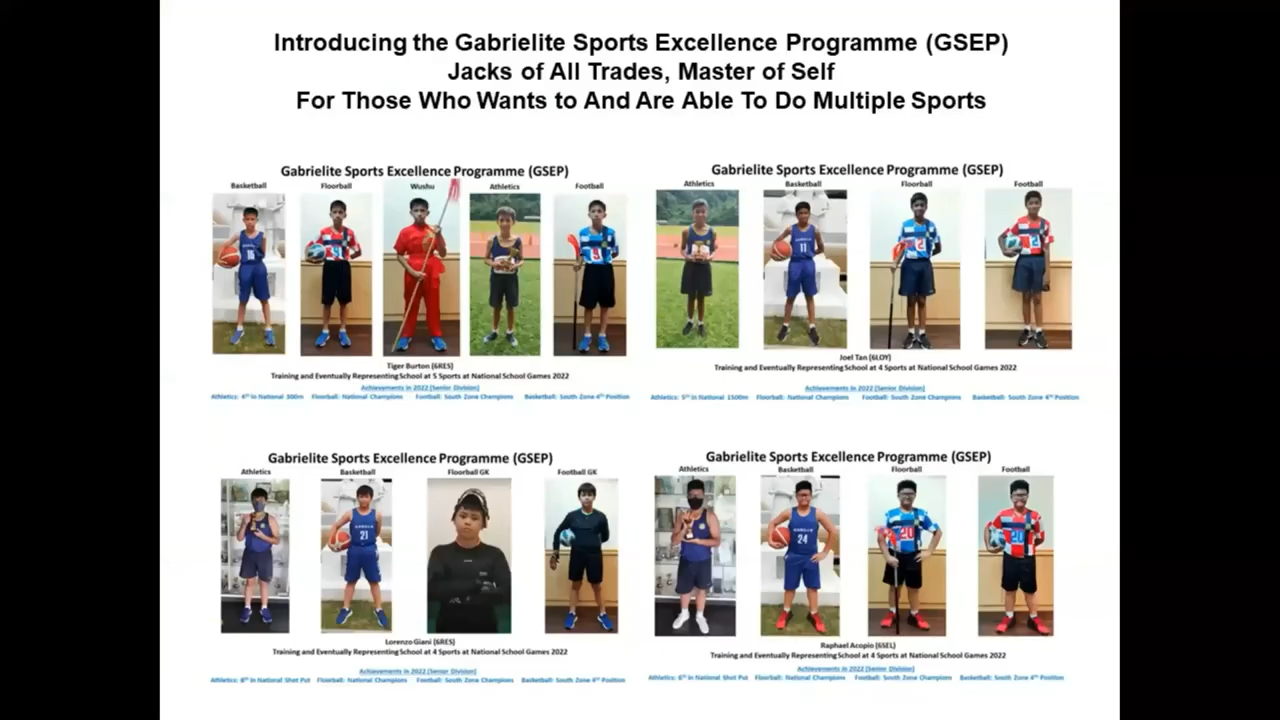 Introducing the Gabrielite Sports Excellence Programme (GSEP)
Jacks of All Trades, Master of Self
For Those Who Wants to And Are Able To Do Multiple Sports
Gabrielite Sports Excellence Programme (GSEP)
Basketball Floorball Wushu Athletics Football
16
Tiger Burton (6RES)
Training and Eventually Representing School at 5 Sports at National School Games 2022
Achievements in 2022 (Senior Division)
Athletics: 4th in National 300m Floorball: National Champions Football: South Zone Champions Basketball: South Zone 4th Position
Gabrielite Sports Excellence Programme (GSEP)
Athletics Basketball Floorball Football
11 2 2
Joel Tan (6LOY)
Training and Eventually Representing School at 4 Sports at National School Games 2022
Achievements in 2022 (Senior Division)
Athletics: 5th in National 1500m Floorball: National Champions Football: South Zone Champions Basketball: South Zone 4th Position
Gabrielite Sports Excellence Programme (GSEP)
Athletics Basketball Floorball GK Football GK
21
Lorenzo Giani (6RES)
Training and Eventually Representing School at 4 Sports at National School Games 2022
Achievements in 2022 (Senior Division)
Athletics: 8th in National Shot Put Floorball: National Champions Football: South Zone Champions Basketball: South Zone 4th Position
Gabrielite Sports Excellence Programme (GSEP)
Athletics Basketball Floorball Football
24 20 20
Raphael Acopio (6SEL)
Training and Eventually Representing School at 4 Sports at National School Games 2022
Achievements in 2022 (Senior Division)
Athletics: 6th in National Shot Put Floorball: National Champions Football: South Zone Champions Basketball: South Zone 4th Position